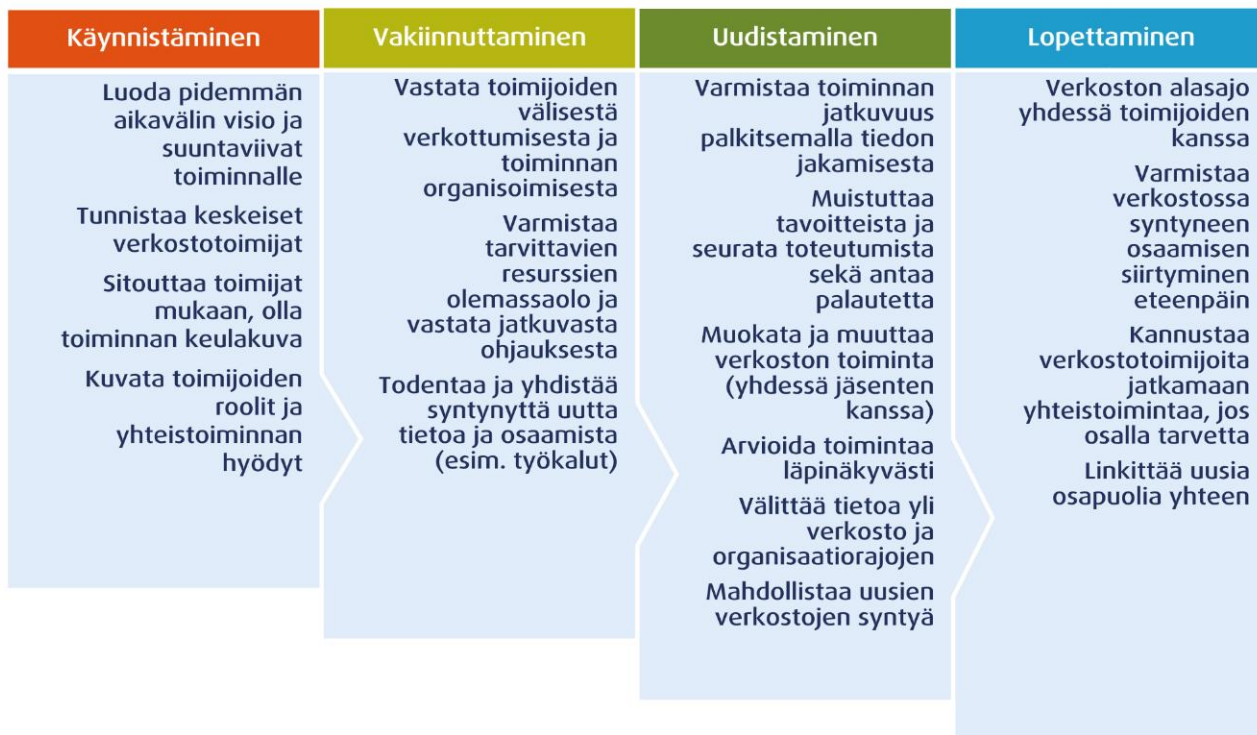 Käynnistäminen
Luoda pidemmän
aikavälin visio ja
suuntaviivat
toiminnalle
Tunnistaa keskeiset
verkostotoimijat
Sitouttaa toimijat
mukaan, olla
toiminnan keulakuva
Kuvata toimijoiden
roolit ja
yhteistoiminnan
hyödyt
Vakiinnuttaminen
Vastata toimijoiden
välisestä
verkottumisesta ja
toiminnan
organisoimisesta
Varmistaa
tarvittavien
resurssien
olemassaolo ja
vastata jatkuvasta
ohjauksesta
Todentaa ja yhdistää
syntynyttä uutta
tietoa ja osaamista
(esim. työkalut)
Uudistaminen
Varmistaa toiminnan
jatkuvuus
palkitsemalla tiedon
jakamisesta
Muistuttaa
tavoitteista ja
seurata toteutumista
sekä antaa
palautetta
Muokata ja muuttaa
verkoston toiminta
(yhdessä jäsenten
kanssa)
Arvioida toimintaa
läpinäkyvästi
Välittää tietoa yli
verkosto ja
organisaatiorajojen
Mahdollistaa uusien
verkostojen syntyä
Lopettaminen
Verkoston alasajo
yhdessä toimijoiden
kanssa
Varmistaa
verkostossa
syntyneen
osaamisen
siirtyminen
eteenpäin
Kannustaa
verkostotoimijoita
jatkamaan
yhteistoimintaa, jos
osalla tarvetta
Linkittää uusia
osapuolia yhteen